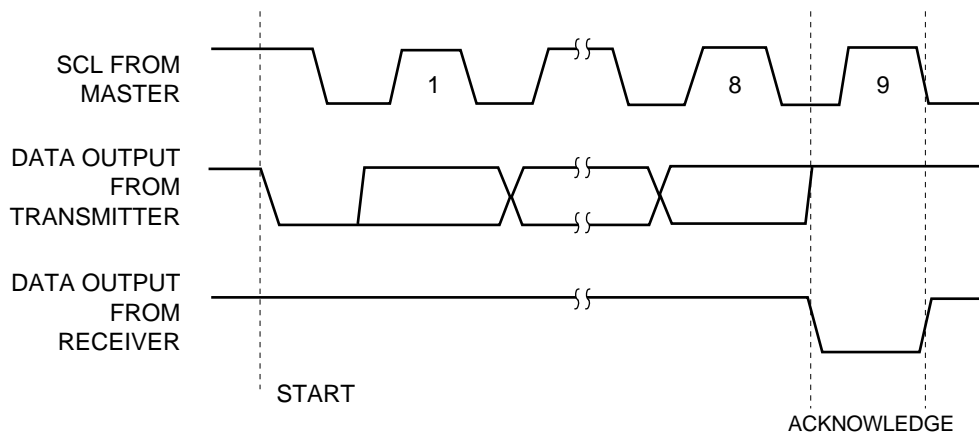 SCL FROM
MASTER
1
8
9
DATA OUTPUT
FROM
TRANSMITTER
DATA OUTPUT
FROM
RECEIVER
START
ACKNOWLEDGE